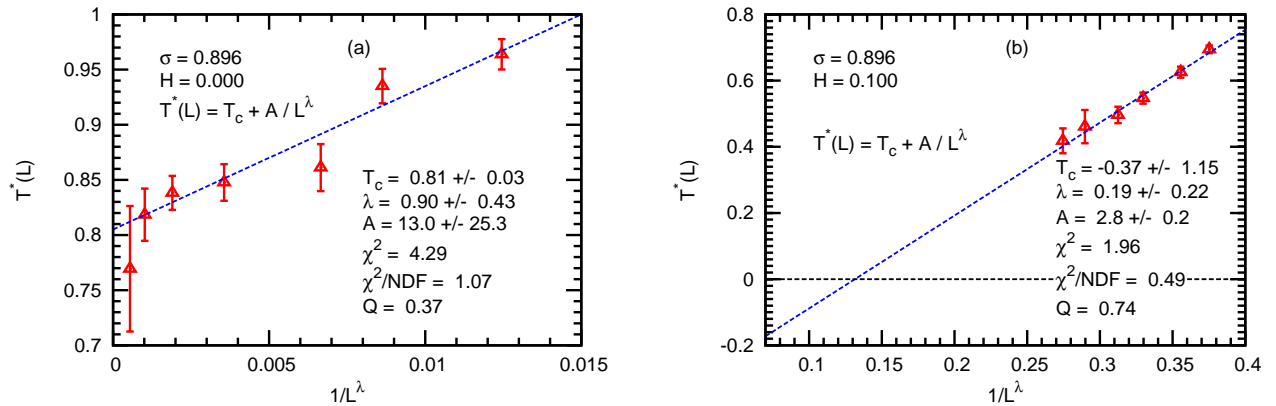 (a)
σ = 0.896
H = 0.000
T*(L) = T_c + A / L^λ
T_c = 0.81 +/- 0.03
λ = 0.90 +/- 0.43
A = 13.0 +/- 25.3
χ² = 4.29
χ²/NDF = 1.07
Q = 0.37
T*(L)
1
0.95
0.9
0.85
0.8
0.75
0.7
0 0.005 0.01 0.015
1/L^λ
(b)
σ = 0.896
H = 0.100
T*(L) = T_c + A / L^λ
T_c = -0.37 +/- 1.15
λ = 0.19 +/- 0.22
A = 2.8 +/- 0.2
χ² = 1.96
χ²/NDF = 0.49
Q = 0.74
T*(L)
0.8
0.6
0.4
0.2
0
-0.2
0.1 0.15 0.2 0.25 0.3 0.35 0.4
1/L^λ